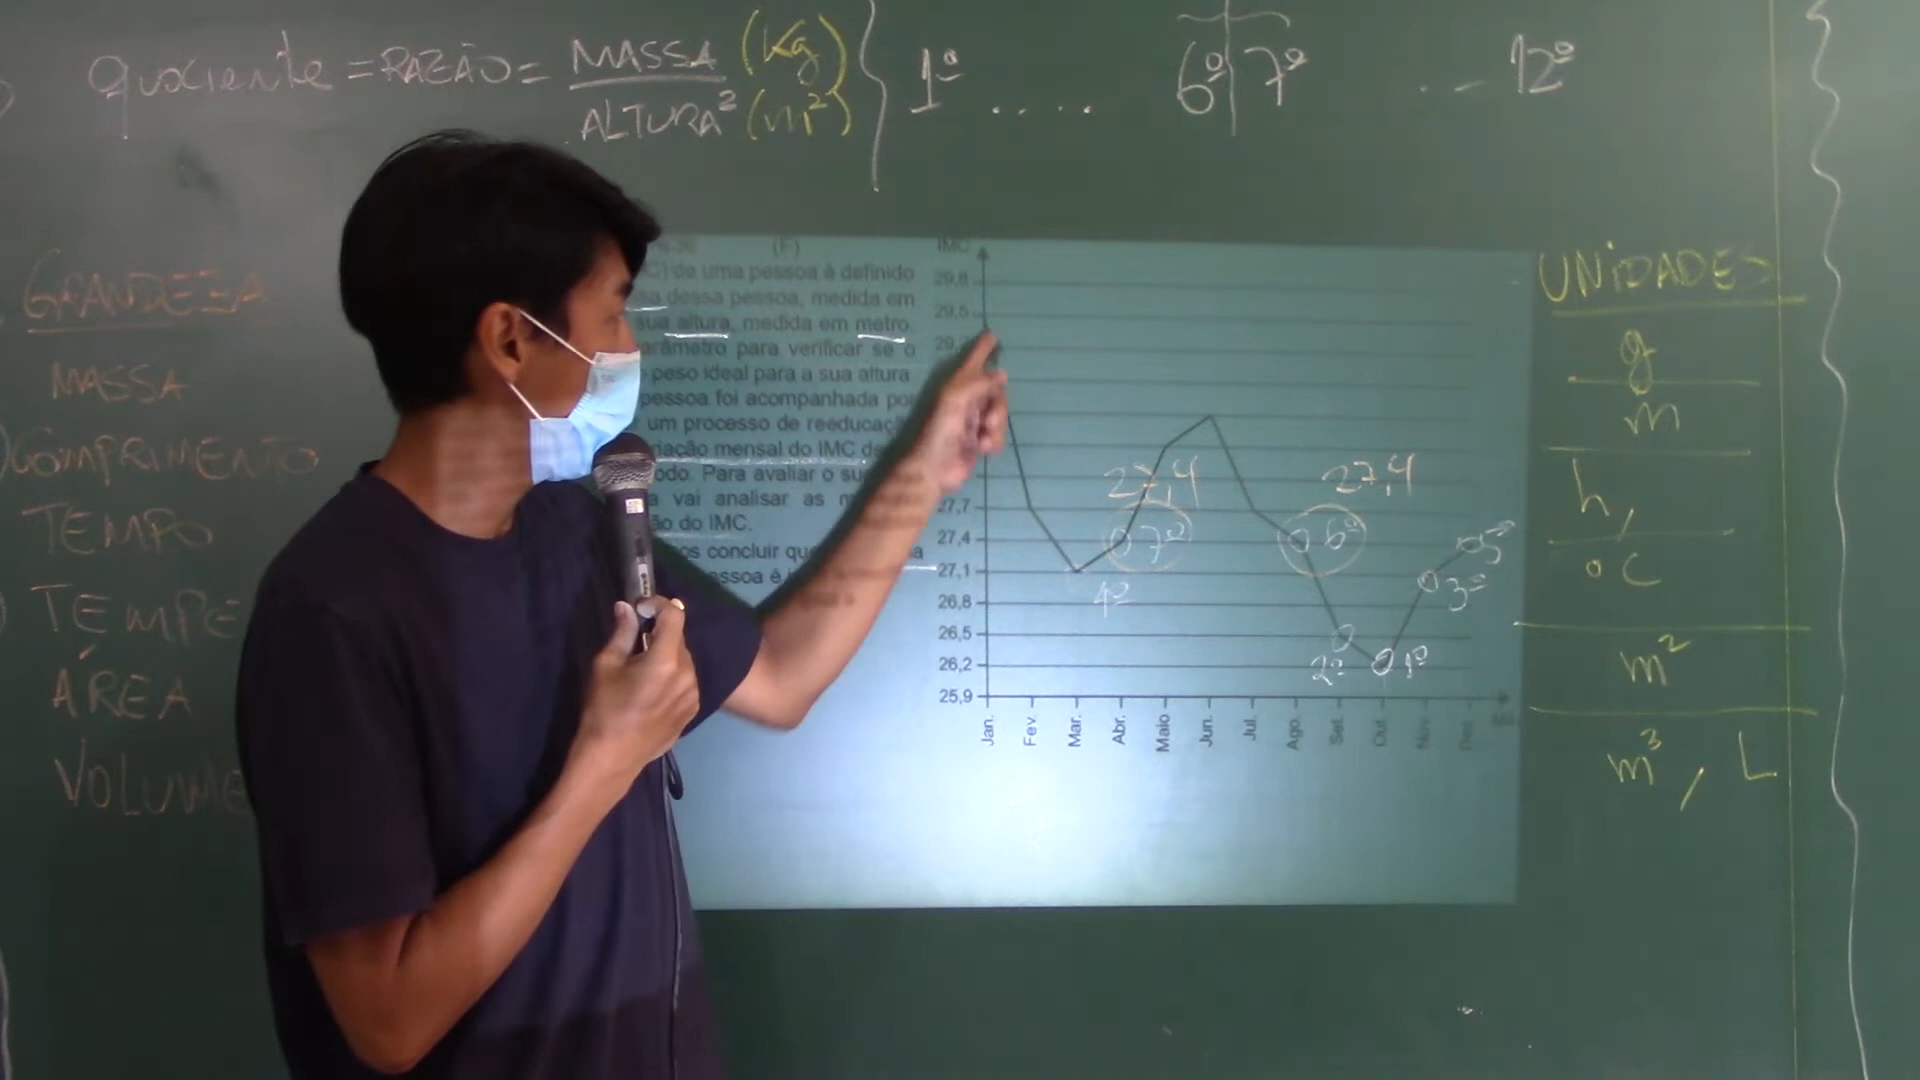 quociente = RAZÃO = MASSA (Kg)
ALTURA² (m²)
1º .... 6º 7º ... 12º
GRANDEZA
MASSA
COMPRIMENTO
TEMPO
TEMPE
ÁREA
VOLUME
(F)
C) de uma pessoa é definido
dessa pessoa, medida em
sua altura, medida em metro,
para verificar se o
peso ideal para a sua altura
pessoa foi acompanhada por
um processo de reeducaç
mensal do IMC de
odo. Para avaliar o su
a vai analisar as
ão do IMC.
os concluir qu
assoa é
IMC
29,8
29,5
29,
27,7
27,4
27,1
26,8
26,5
26,2
25,9
27,4 27,4
7º 6º 5º
4º 3º
2º 1º
Jan. Fev. Mar. Abr. Maio Jun. Jul. Ago. Set. Out. Nov. Dez.
UNIDADES
g
m
h,
°C
m²
m³, L